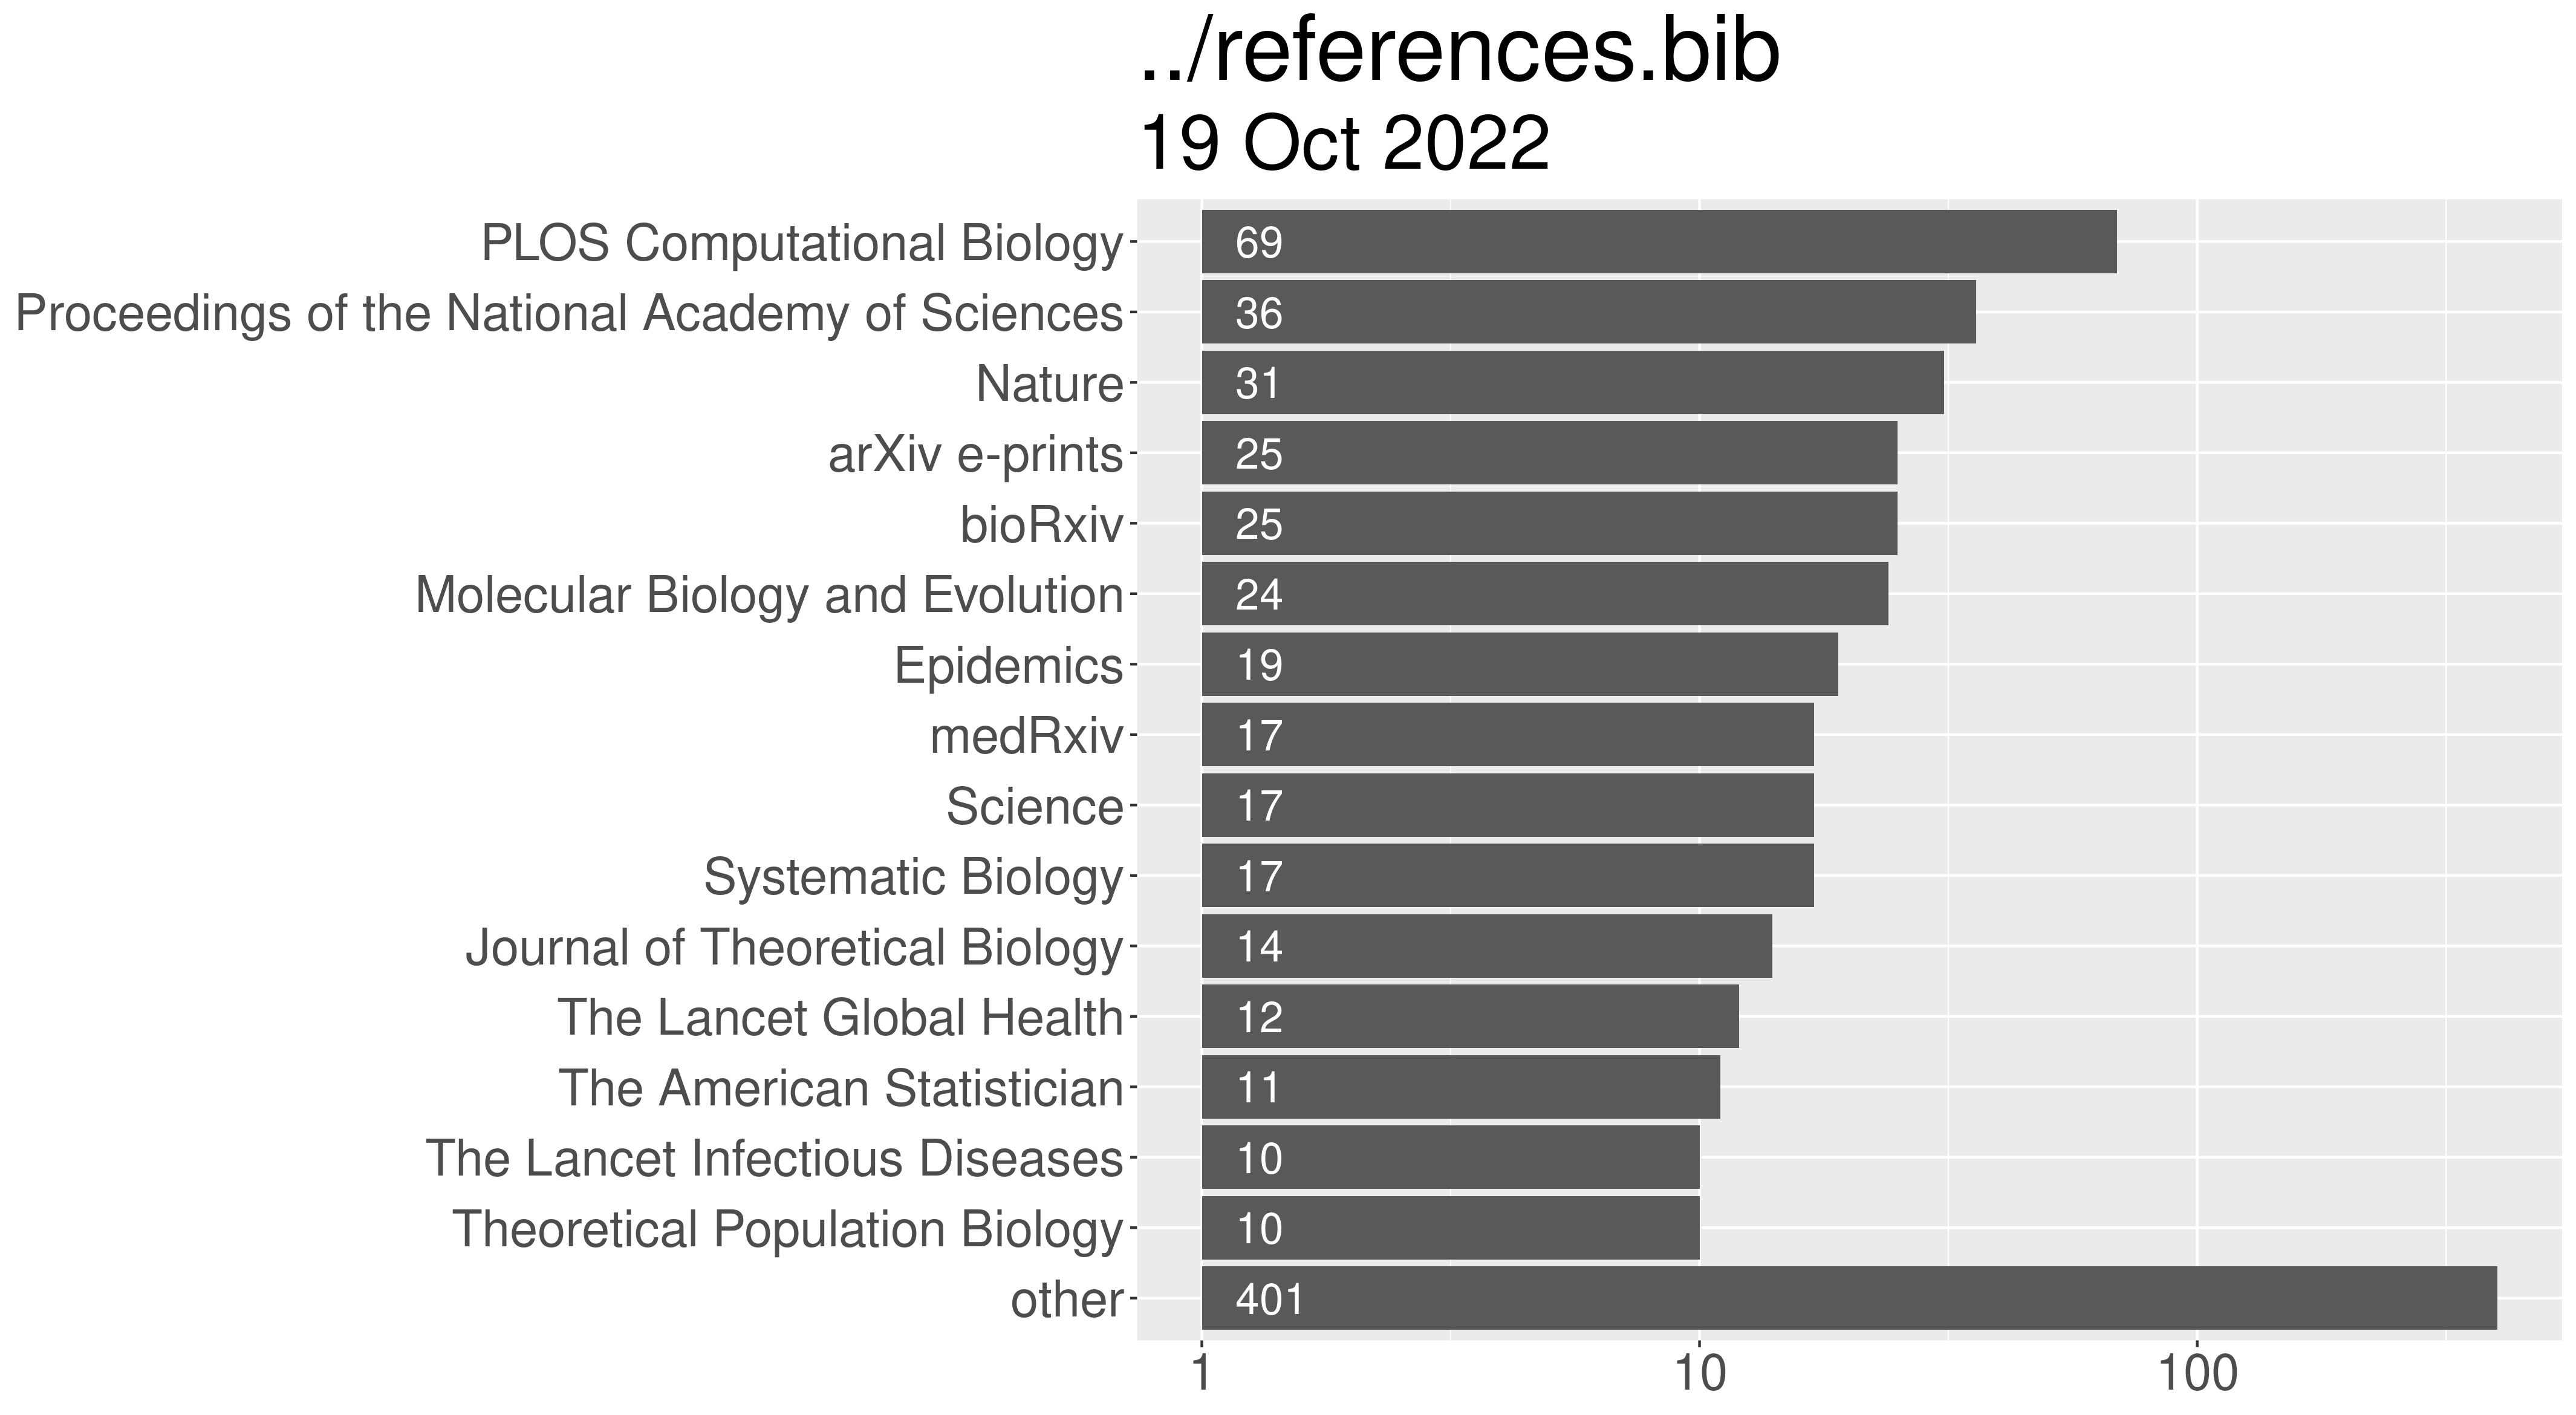 ../references.bib
19 Oct 2022
PLOS Computational Biology 69
Proceedings of the National Academy of Sciences 36
Nature 31
arXiv e-prints 25
bioRxiv 25
Molecular Biology and Evolution 24
Epidemics 19
medRxiv 17
Science 17
Systematic Biology 17
Journal of Theoretical Biology 14
The Lancet Global Health 12
The American Statistician 11
The Lancet Infectious Diseases 10
Theoretical Population Biology 10
other 401
1 10 100